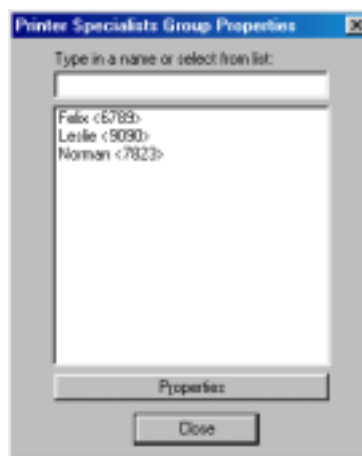 Printer Specialists Group Properties
Type in a name or select from list:
Felix <6789>
Leslie <9090>
Norman <7823>
Properties
Close